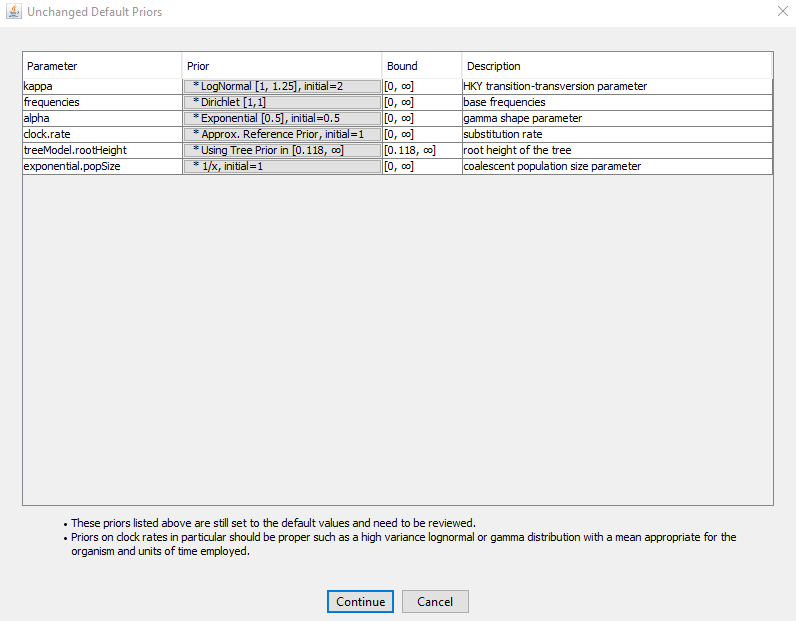 Unchanged Default Priors
Parameter Prior Bound Description
kappa * LogNormal [1, 1.25], initial=2 [0, ∞] HKY transition-transversion parameter
frequencies * Dirichlet [1,1] [0, ∞] base frequencies
alpha * Exponential [0.5], initial=0.5 [0, ∞] gamma shape parameter
clock.rate * Approx. Reference Prior, initial=1 [0, ∞] substitution rate
treeModel.rootHeight * Using Tree Prior in [0.118, ∞] [0.118, ∞] root height of the tree
exponential.popSize * 1/x, initial=1 [0, ∞] coalescent population size parameter
• These priors listed above are still set to the default values and need to be reviewed.
• Priors on clock rates in particular should be proper such as a high variance lognormal or gamma distribution with a mean appropriate for the
organism and units of time employed.
Continue Cancel